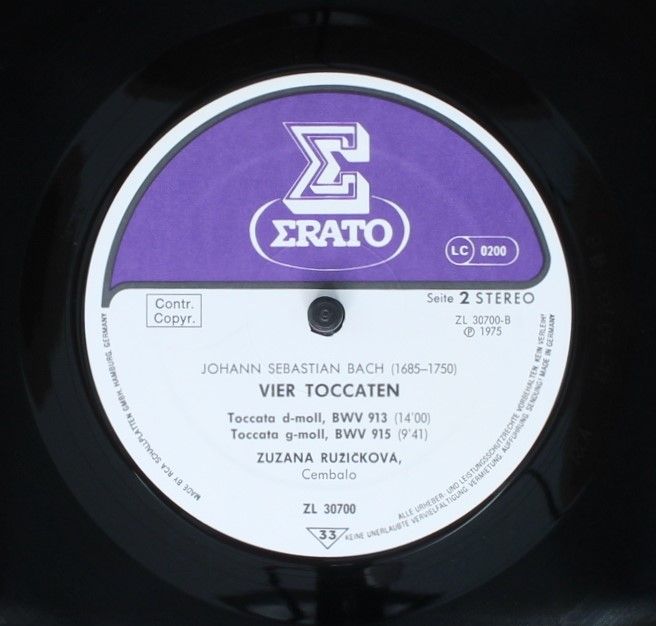 Σ
ΣRATO
LC 0200
Contr.
Copyr.
Seite 2 STEREO
ZL 30700-B
℗ 1975
JOHANN SEBASTIAN BACH (1685–1750)
VIER TOCCATEN
Toccata d-moll, BWV 913 (14'00)
Toccata g-moll, BWV 915 (9'41)
ZUZANA RUŽIČKOVA,
Cembalo
ZL 30700
33
MADE BY RCA SCHALLPLATTEN GMBH, HAMBURG, GERMANY
ALLE URHEBER- UND LEISTUNGSSCHUTZRECHTE VORBEHALTEN. KEIN VERLEIH!
KEINE UNERLAUBTE VERVIELFÄLTIGUNG, VERMIETUNG, AUFFÜHRUNG, SENDUNG! MADE IN GERMANY